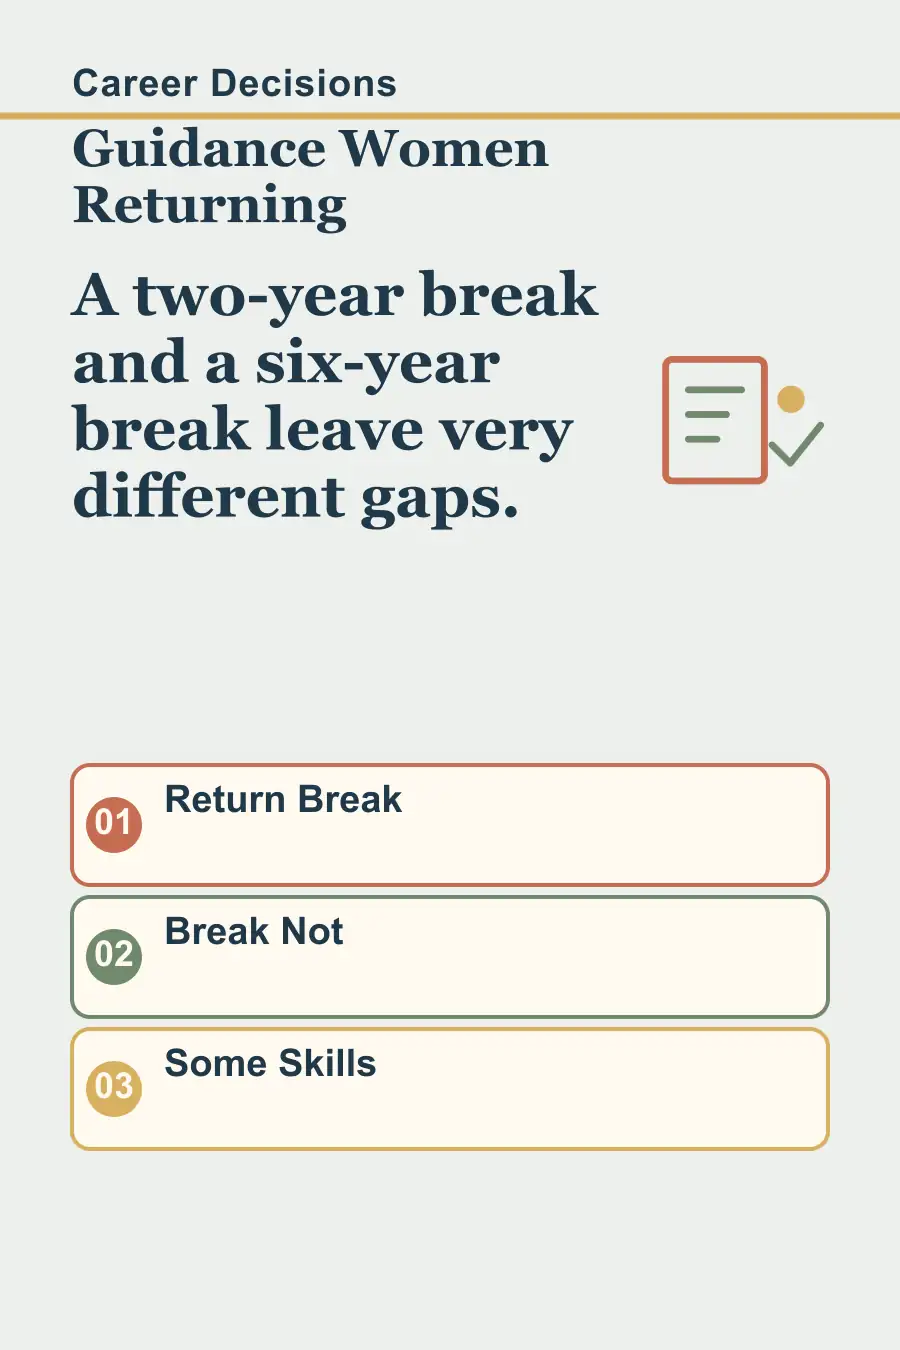 Career Decisions
Guidance Women
Returning
A two-year break
and a six-year
break leave very
different gaps.
01
Return Break
02
Break Not
03
Some Skills